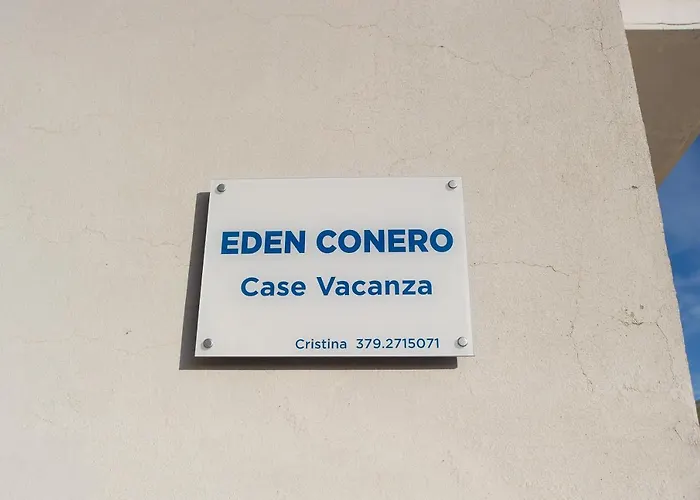 EDEN CONERO
Case Vacanza
Cristina 379.2715071